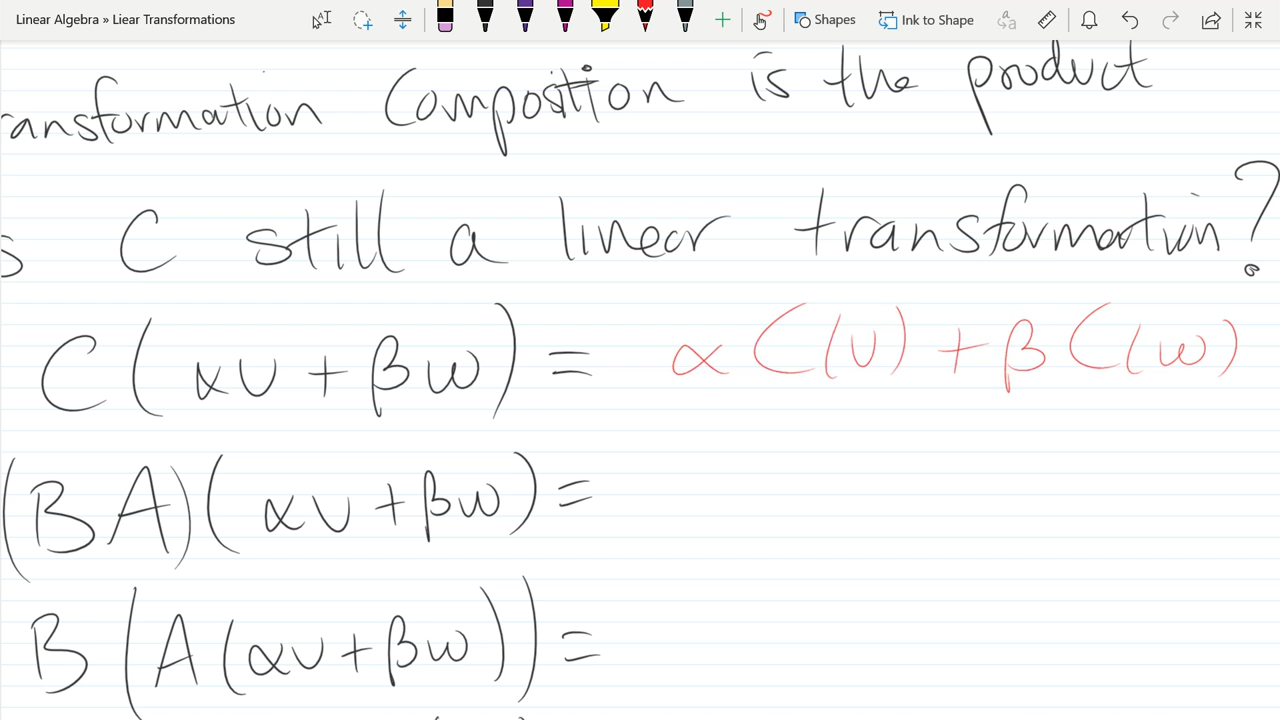 Linear Algebra » Liear Transformations
Shapes
Ink to Shape
ansformation Composition is the product
s C still a linear transformation?
C(αv + βw) = αC(v) + βC(w)
(BA)(αv + βw) =
B(A(αv + βw)) =